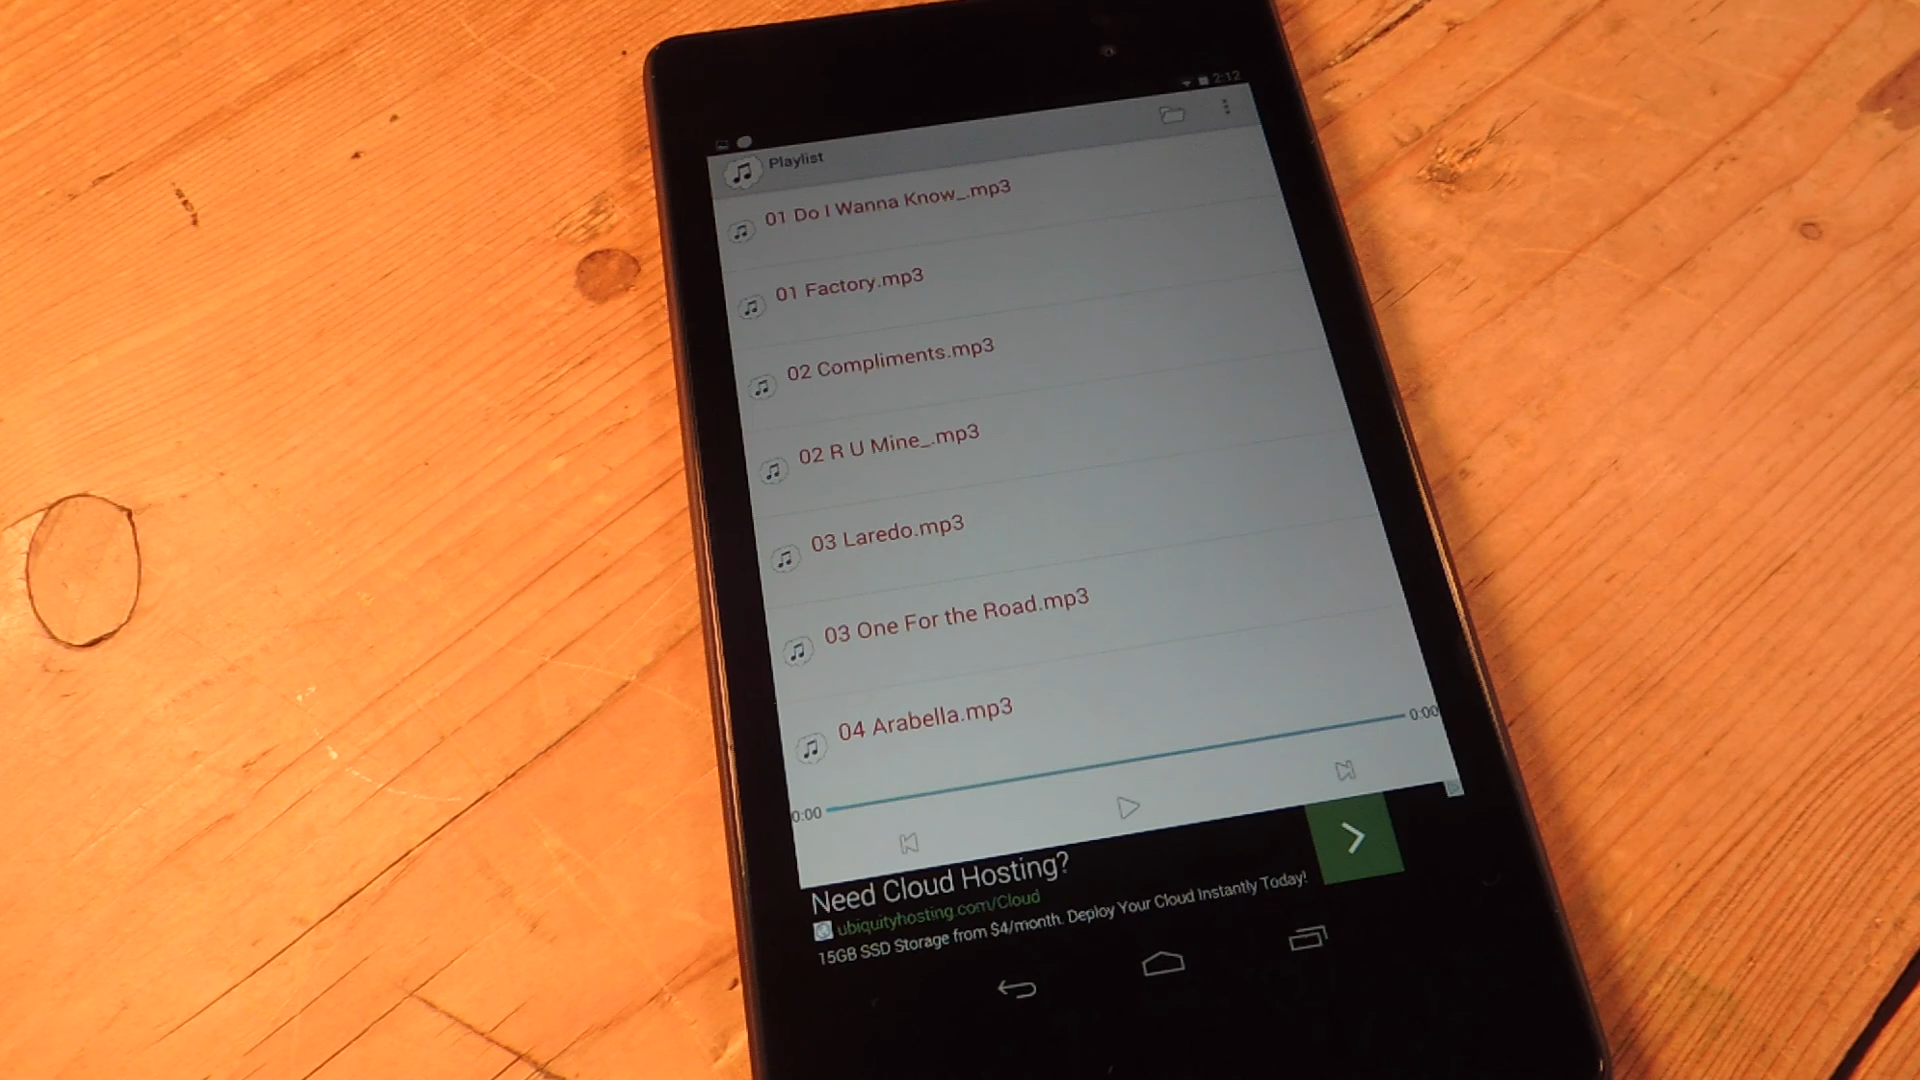 2:12
Playlist
01 Do I Wanna Know_.mp3
01 Factory.mp3
02 Compliments.mp3
02 R U Mine_.mp3
03 Laredo.mp3
03 One For the Road.mp3
04 Arabella.mp3
0:00
0:00
Need Cloud Hosting?
ubiquityhosting.com/Cloud
15GB SSD Storage from $4/month. Deploy Your Cloud Instantly Today!